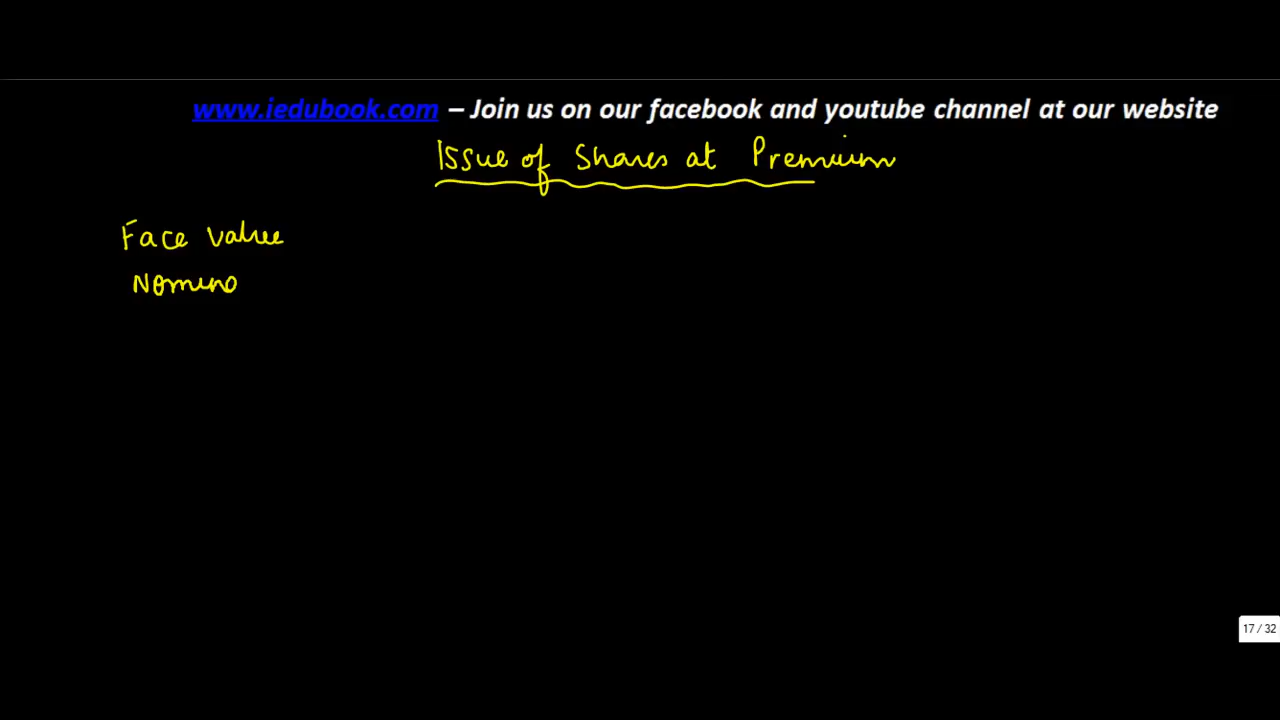 www.iedubook.com – Join us on our facebook and youtube channel at our website
Issue of Shares at Premium
Face value
Nomino
17 / 32